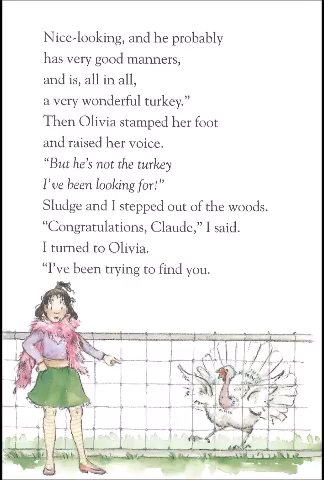 Nice-looking, and he probably
has very good manners,
and is, all in all,
a very wonderful turkey.”
Then Olivia stamped her foot
and raised her voice.
“But he’s not the turkey
I’ve been looking for!”
Sludge and I stepped out of the woods.
“Congratulations, Claude,” I said.
I turned to Olivia.
“I’ve been trying to find you.